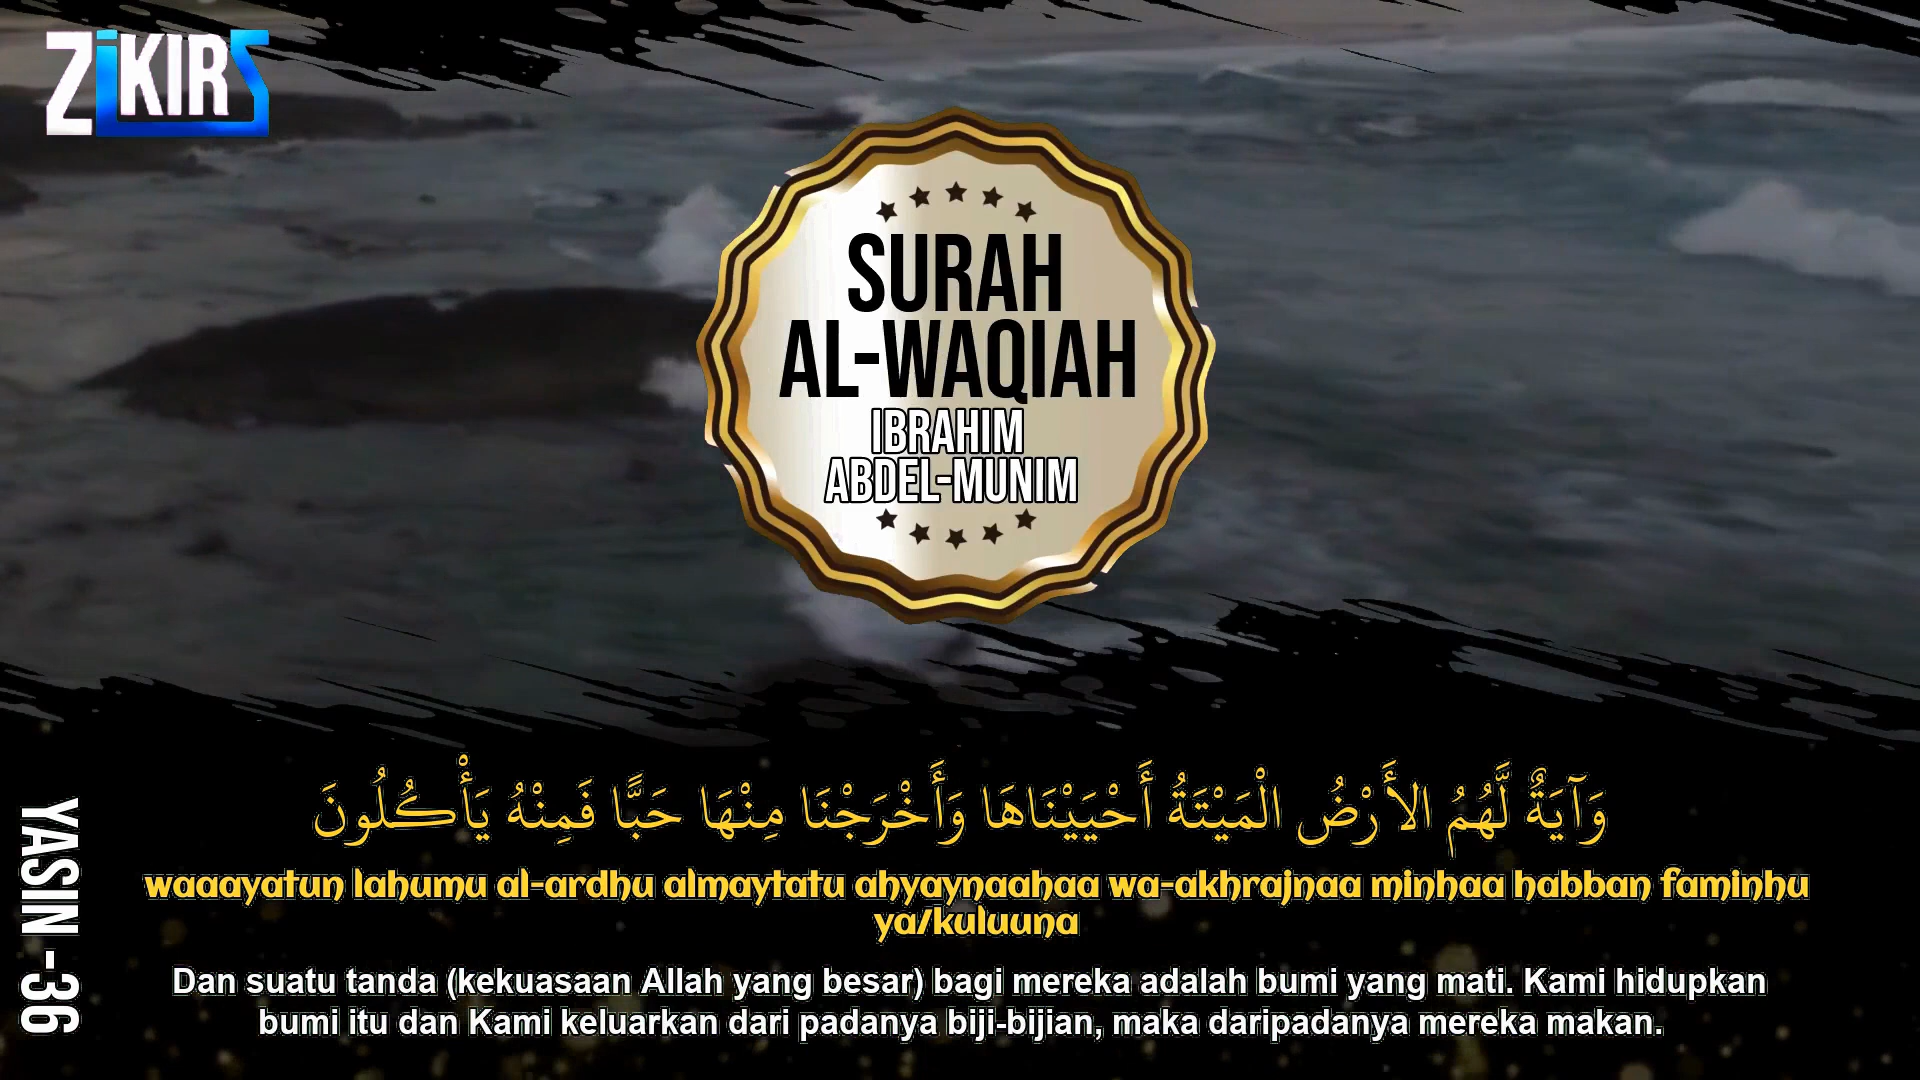 ZIKIRS
SURAH
AL-WAQIAH
IBRAHIM
ABDEL-MUNIM
وَآيَةٌ لَّهُمُ الأَرْضُ الْمَيْتَةُ أَحْيَيْنَاهَا وَأَخْرَجْنَا مِنْهَا حَبًّا فَمِنْهُ يَأْكُلُونَ
waaayatun lahumu al-ardhu almaytatu ahyaynaahaa wa-akhrajnaa minhaa habban faminhu
ya/kuluuna
Dan suatu tanda (kekuasaan Allah yang besar) bagi mereka adalah bumi yang mati. Kami hidupkan
bumi itu dan Kami keluarkan dari padanya biji-bijian, maka daripadanya mereka makan.
YASIN -36